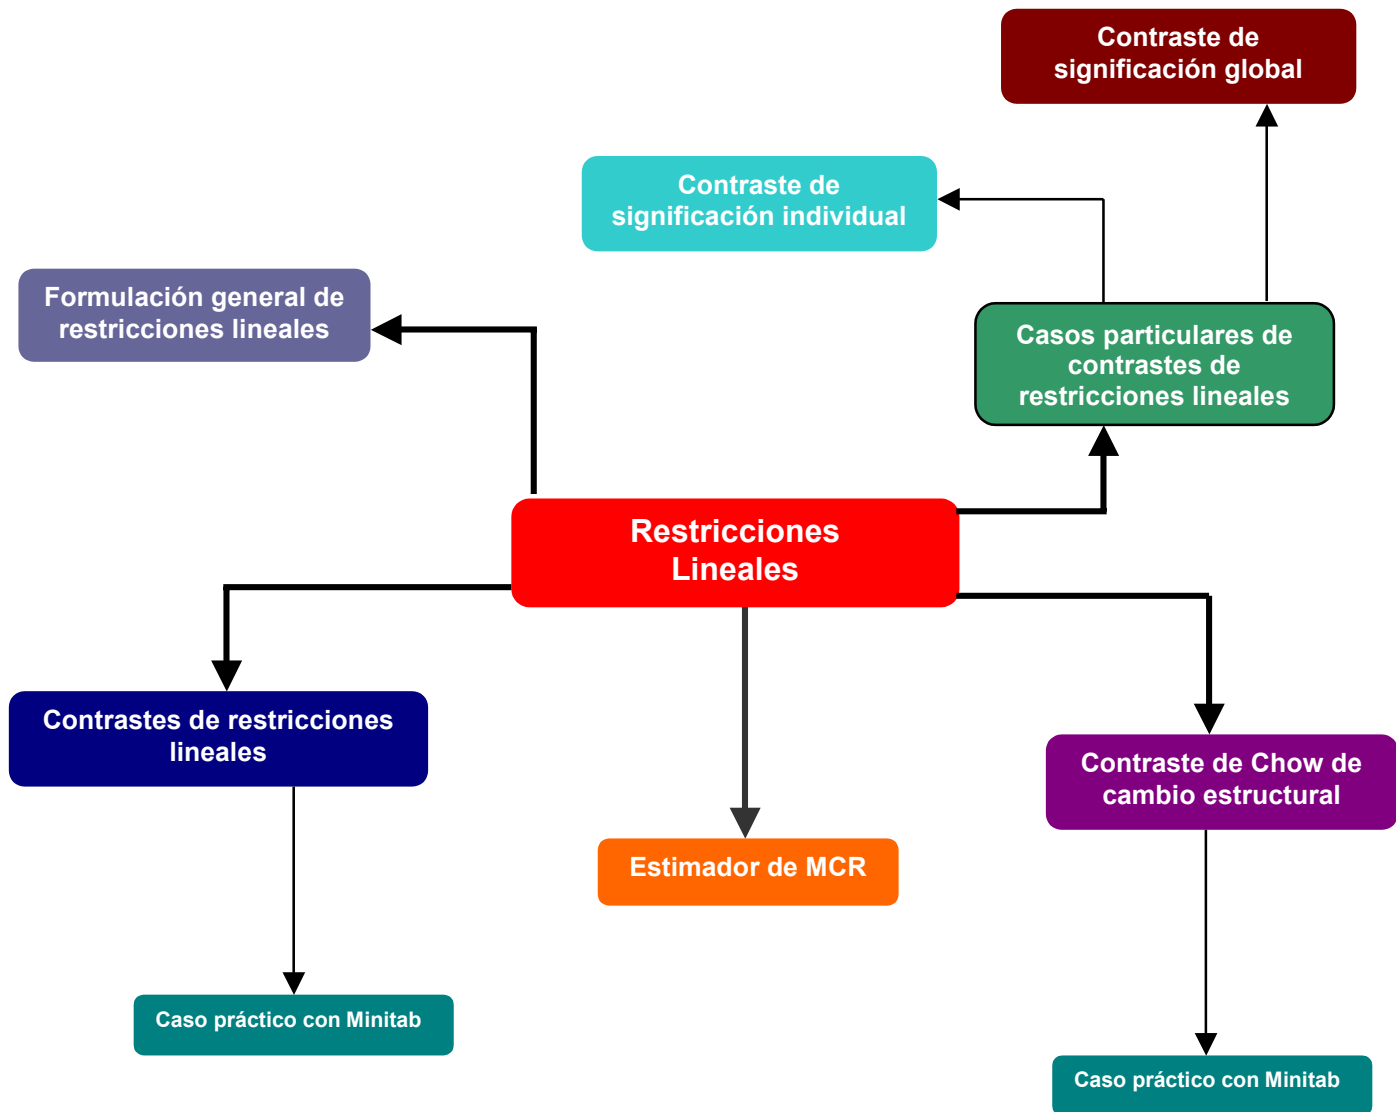 Contraste de
significación global
Contraste de
significación individual
Formulación general de
restricciones lineales
Casos particulares de
contrastes de
restricciones lineales
Restricciones
Lineales
Contrastes de restricciones
lineales
Contraste de Chow de
cambio estructural
Estimador de MCR
Caso práctico con Minitab
Caso práctico con Minitab